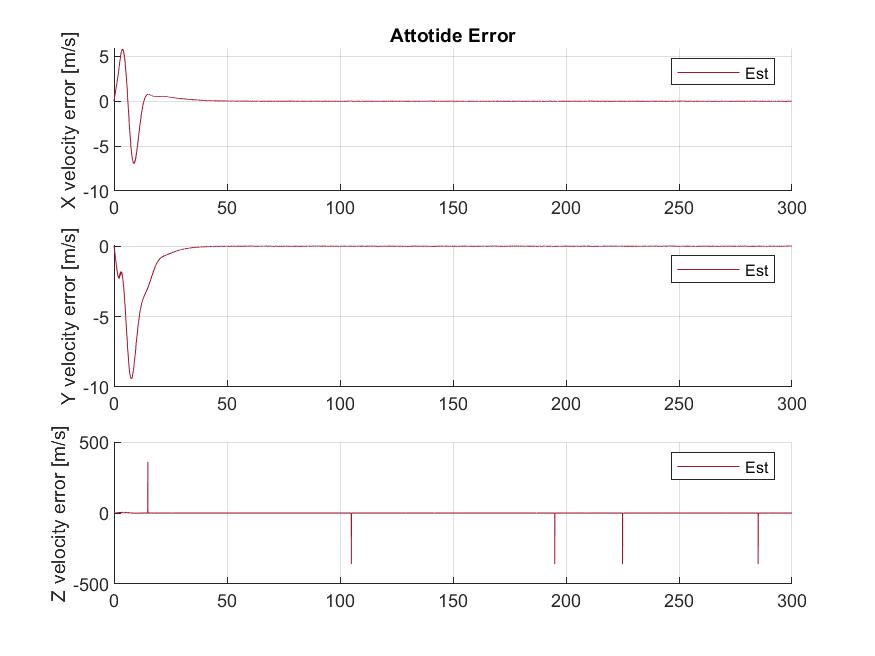 Attotide Error
X velocity error [m/s]
5
0
-5
-10
Est
0 50 100 150 200 250 300
Y velocity error [m/s]
0
-5
-10
Est
0 50 100 150 200 250 300
Z velocity error [m/s]
500
0
-500
Est
0 50 100 150 200 250 300